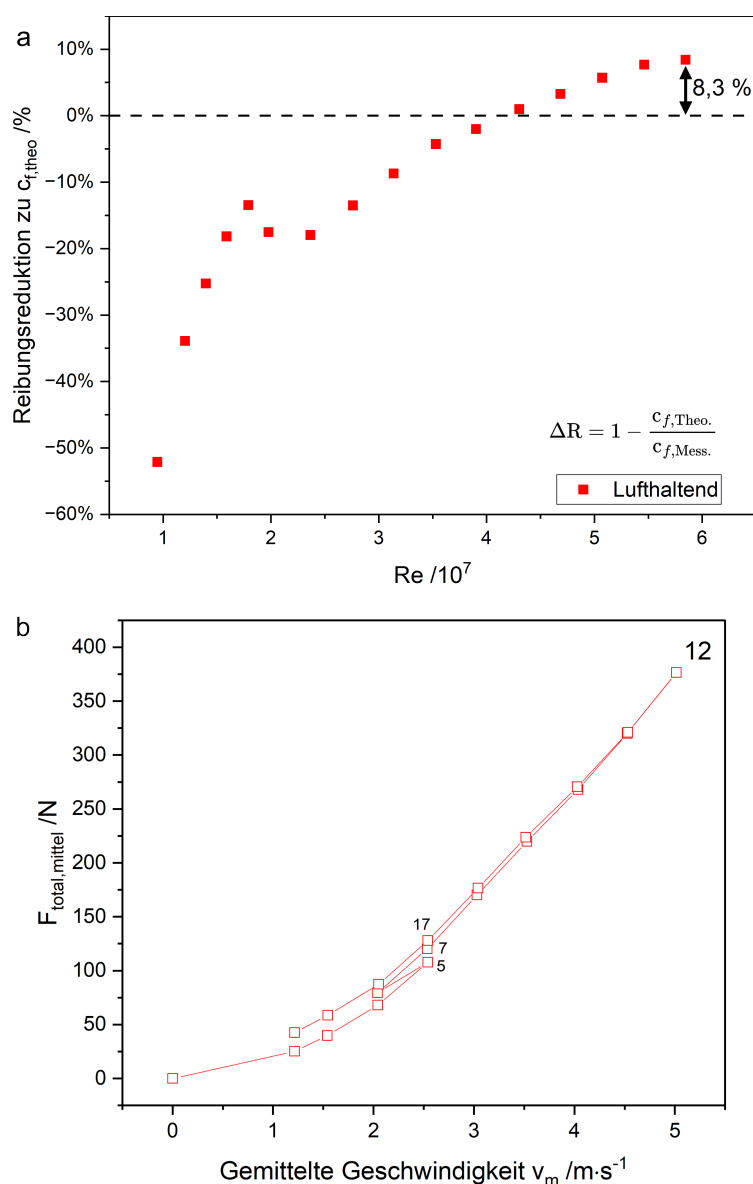 a
10%
0%
−10%
−20%
−30%
−40%
−50%
−60%
Reibungsreduktion zu c_f,theo /%
8,3 %
ΔR = 1 − c_f,Theo. / c_f,Mess.
Lufthaltend
1 2 3 4 5 6
Re /10⁷
b
400
350
300
250
200
150
100
50
0
F_total,mittel /N
12
17
7
5
0 1 2 3 4 5
Gemittelte Geschwindigkeit v_m /m·s⁻¹